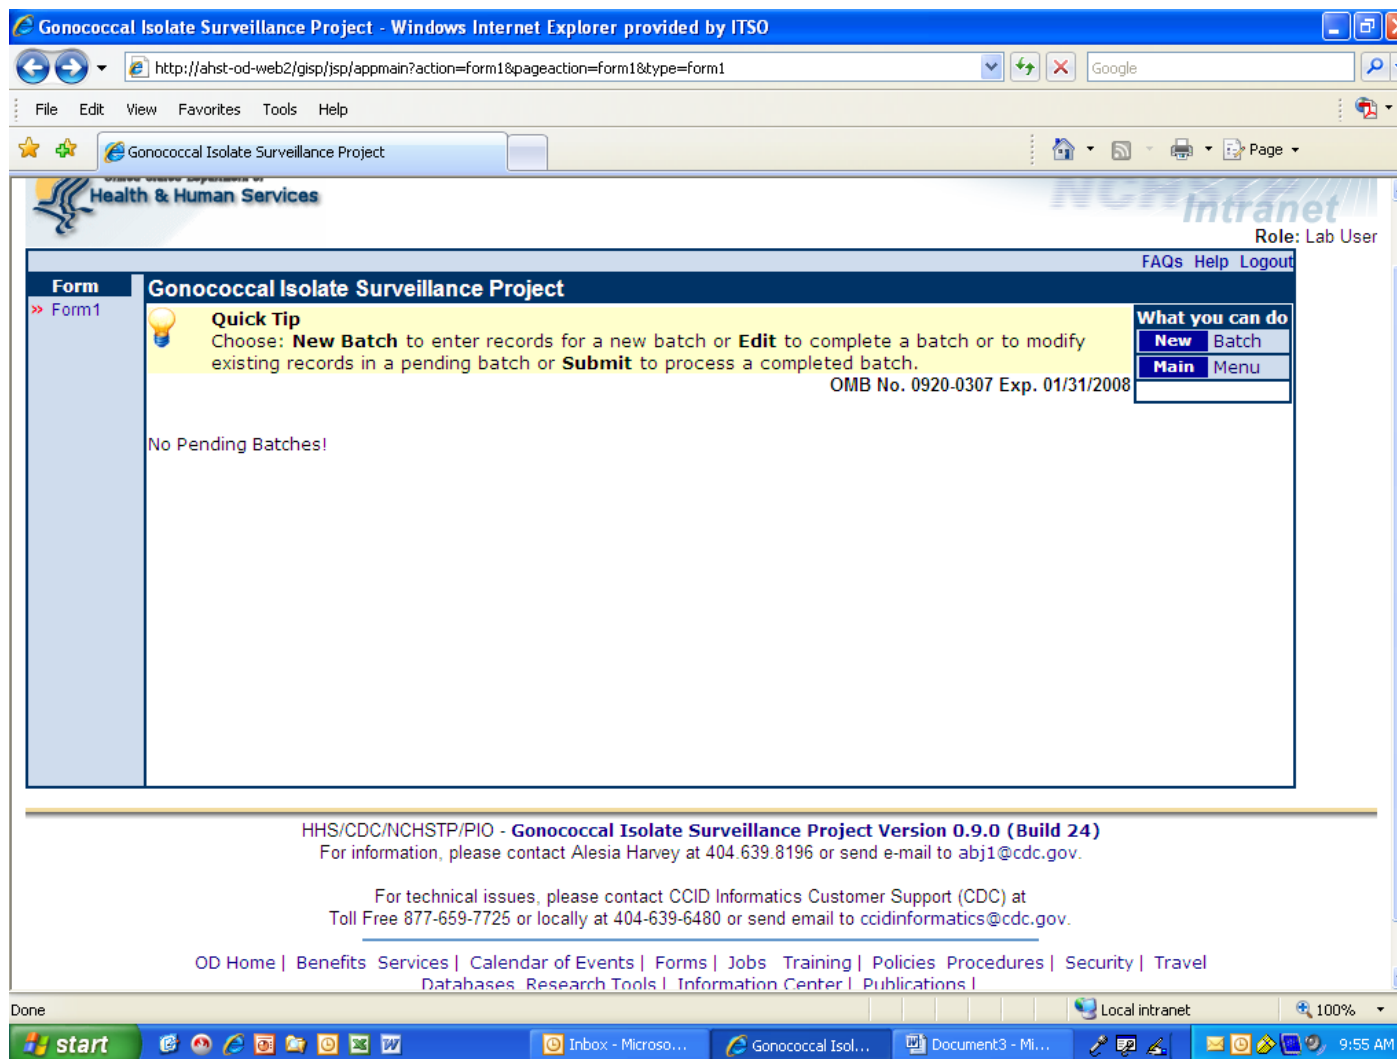 Gonococcal Isolate Surveillance Project - Windows Internet Explorer provided by ITSO
http://ahst-od-web2/gisp/jsp/appmain?action=form1&pageaction=form1&type=form1
Google
File Edit View Favorites Tools Help
Gonococcal Isolate Surveillance Project
Page
Health & Human Services
NCHSTP
Intranet
Role: Lab User
FAQs Help Logout
Form
» Form1
Gonococcal Isolate Surveillance Project
Quick Tip
Choose: New Batch to enter records for a new batch or Edit to complete a batch or to modify
existing records in a pending batch or Submit to process a completed batch.
OMB No. 0920-0307 Exp. 01/31/2008
What you can do
New Batch
Main Menu
No Pending Batches!
HHS/CDC/NCHSTP/PIO - Gonococcal Isolate Surveillance Project Version 0.9.0 (Build 24)
For information, please contact Alesia Harvey at 404.639.8196 or send e-mail to abj1@cdc.gov.
For technical issues, please contact CCID Informatics Customer Support (CDC) at
Toll Free 877-659-7725 or locally at 404-639-6480 or send email to ccidinformatics@cdc.gov.
OD Home | Benefits Services | Calendar of Events | Forms | Jobs Training | Policies Procedures | Security | Travel
Databases Research Tools | Information Center | Publications |
Done
Local intranet
100%
start
Inbox - Microso...
Gonococcal Isol...
Document3 - Mi...
9:55 AM